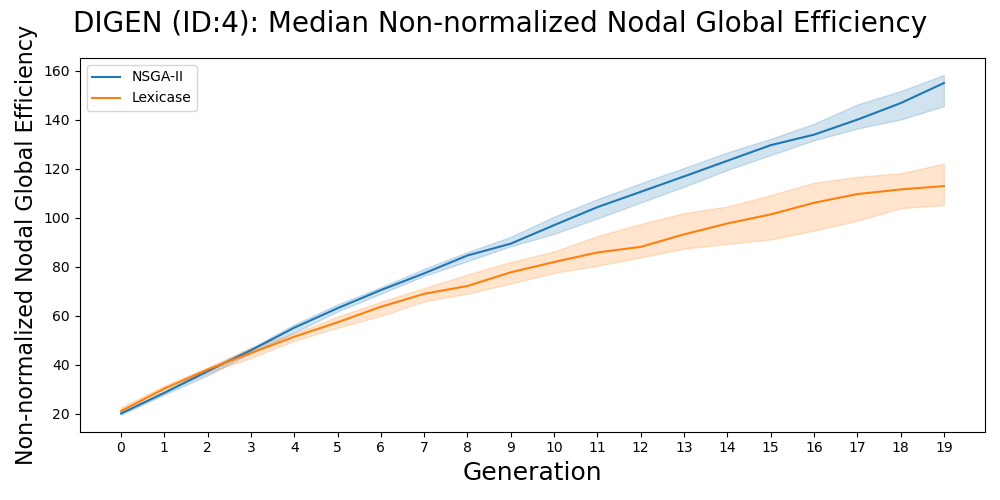 DIGEN (ID:4): Median Non-normalized Nodal Global Efficiency
Non-normalized Nodal Global Efficiency
160
140
120
100
80
60
40
20
NSGA-II
Lexicase
0 1 2 3 4 5 6 7 8 9 10 11 12 13 14 15 16 17 18 19
Generation